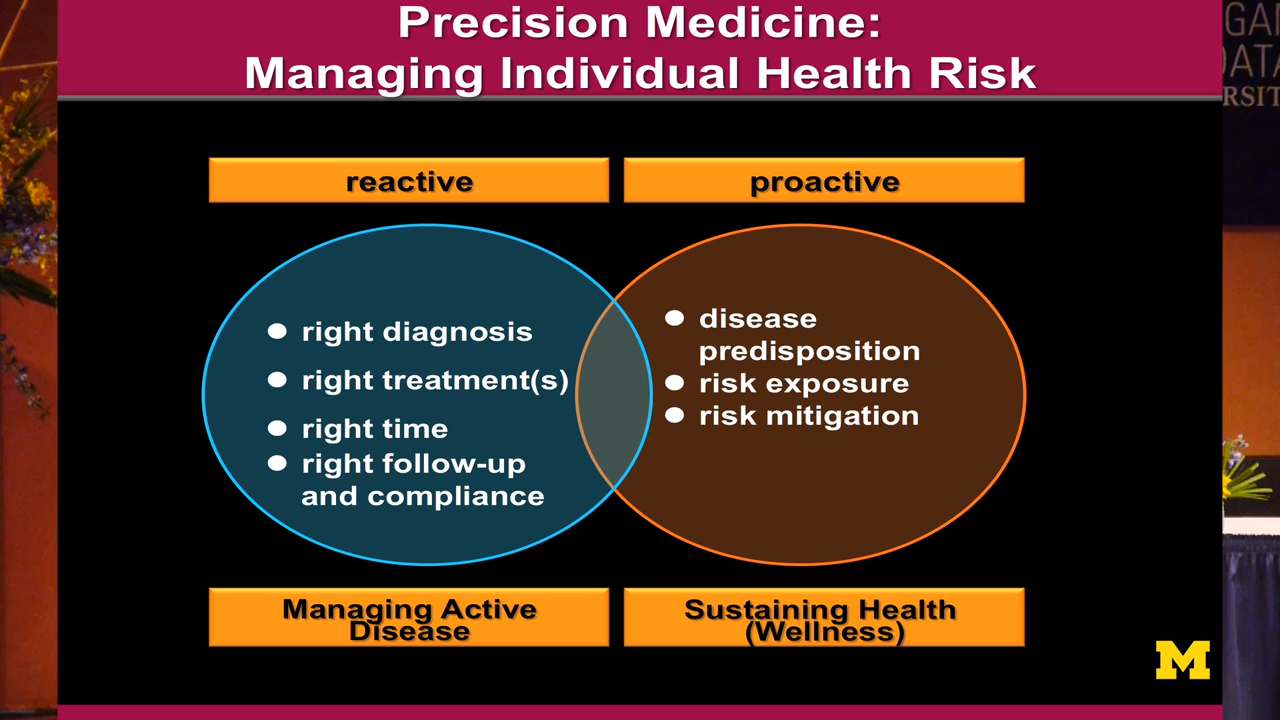 Precision Medicine:
Managing Individual Health Risk
reactive
proactive
right diagnosis
right treatment(s)
right time
right follow-up
and compliance
disease
predisposition
risk exposure
risk mitigation
Managing Active
Disease
Sustaining Health
(Wellness)
M